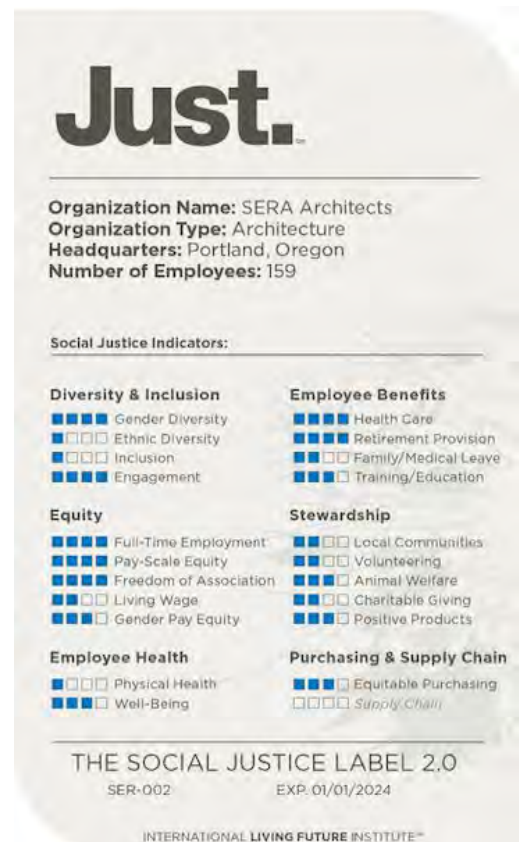 Just.
Organization Name: SERA Architects
Organization Type: Architecture
Headquarters: Portland, Oregon
Number of Employees: 159
Social Justice Indicators:
Diversity & Inclusion
Gender Diversity
Ethnic Diversity
Inclusion
Engagement
Employee Benefits
Health Care
Retirement Provision
Family/Medical Leave
Training/Education
Equity
Full-Time Employment
Pay-Scale Equity
Freedom of Association
Living Wage
Gender Pay Equity
Stewardship
Local Communities
Volunteering
Animal Welfare
Charitable Giving
Positive Products
Employee Health
Physical Health
Well-Being
Purchasing & Supply Chain
Equitable Purchasing
Supply Chain
THE SOCIAL JUSTICE LABEL 2.0
SER-002 EXP. 01/01/2024
INTERNATIONAL LIVING FUTURE INSTITUTE